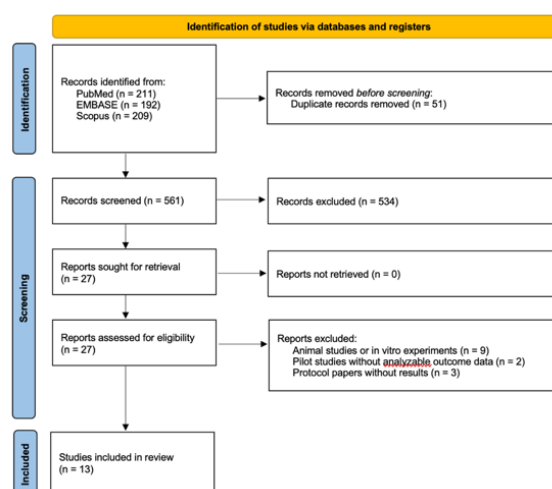 Identification of studies via databases and registers
Identification
Records identified from:
PubMed (n = 211)
EMBASE (n = 192)
Scopus (n = 209)
Records removed before screening:
Duplicate records removed (n = 51)
Screening
Records screened (n = 561)
Records excluded (n = 534)
Reports sought for retrieval
(n = 27)
Reports not retrieved (n = 0)
Reports assessed for eligibility
(n = 27)
Reports excluded:
Animal studies or in vitro experiments (n = 9)
Pilot studies without analyzable outcome data (n = 2)
Protocol papers without results (n = 3)
Included
Studies included in review
(n = 13)